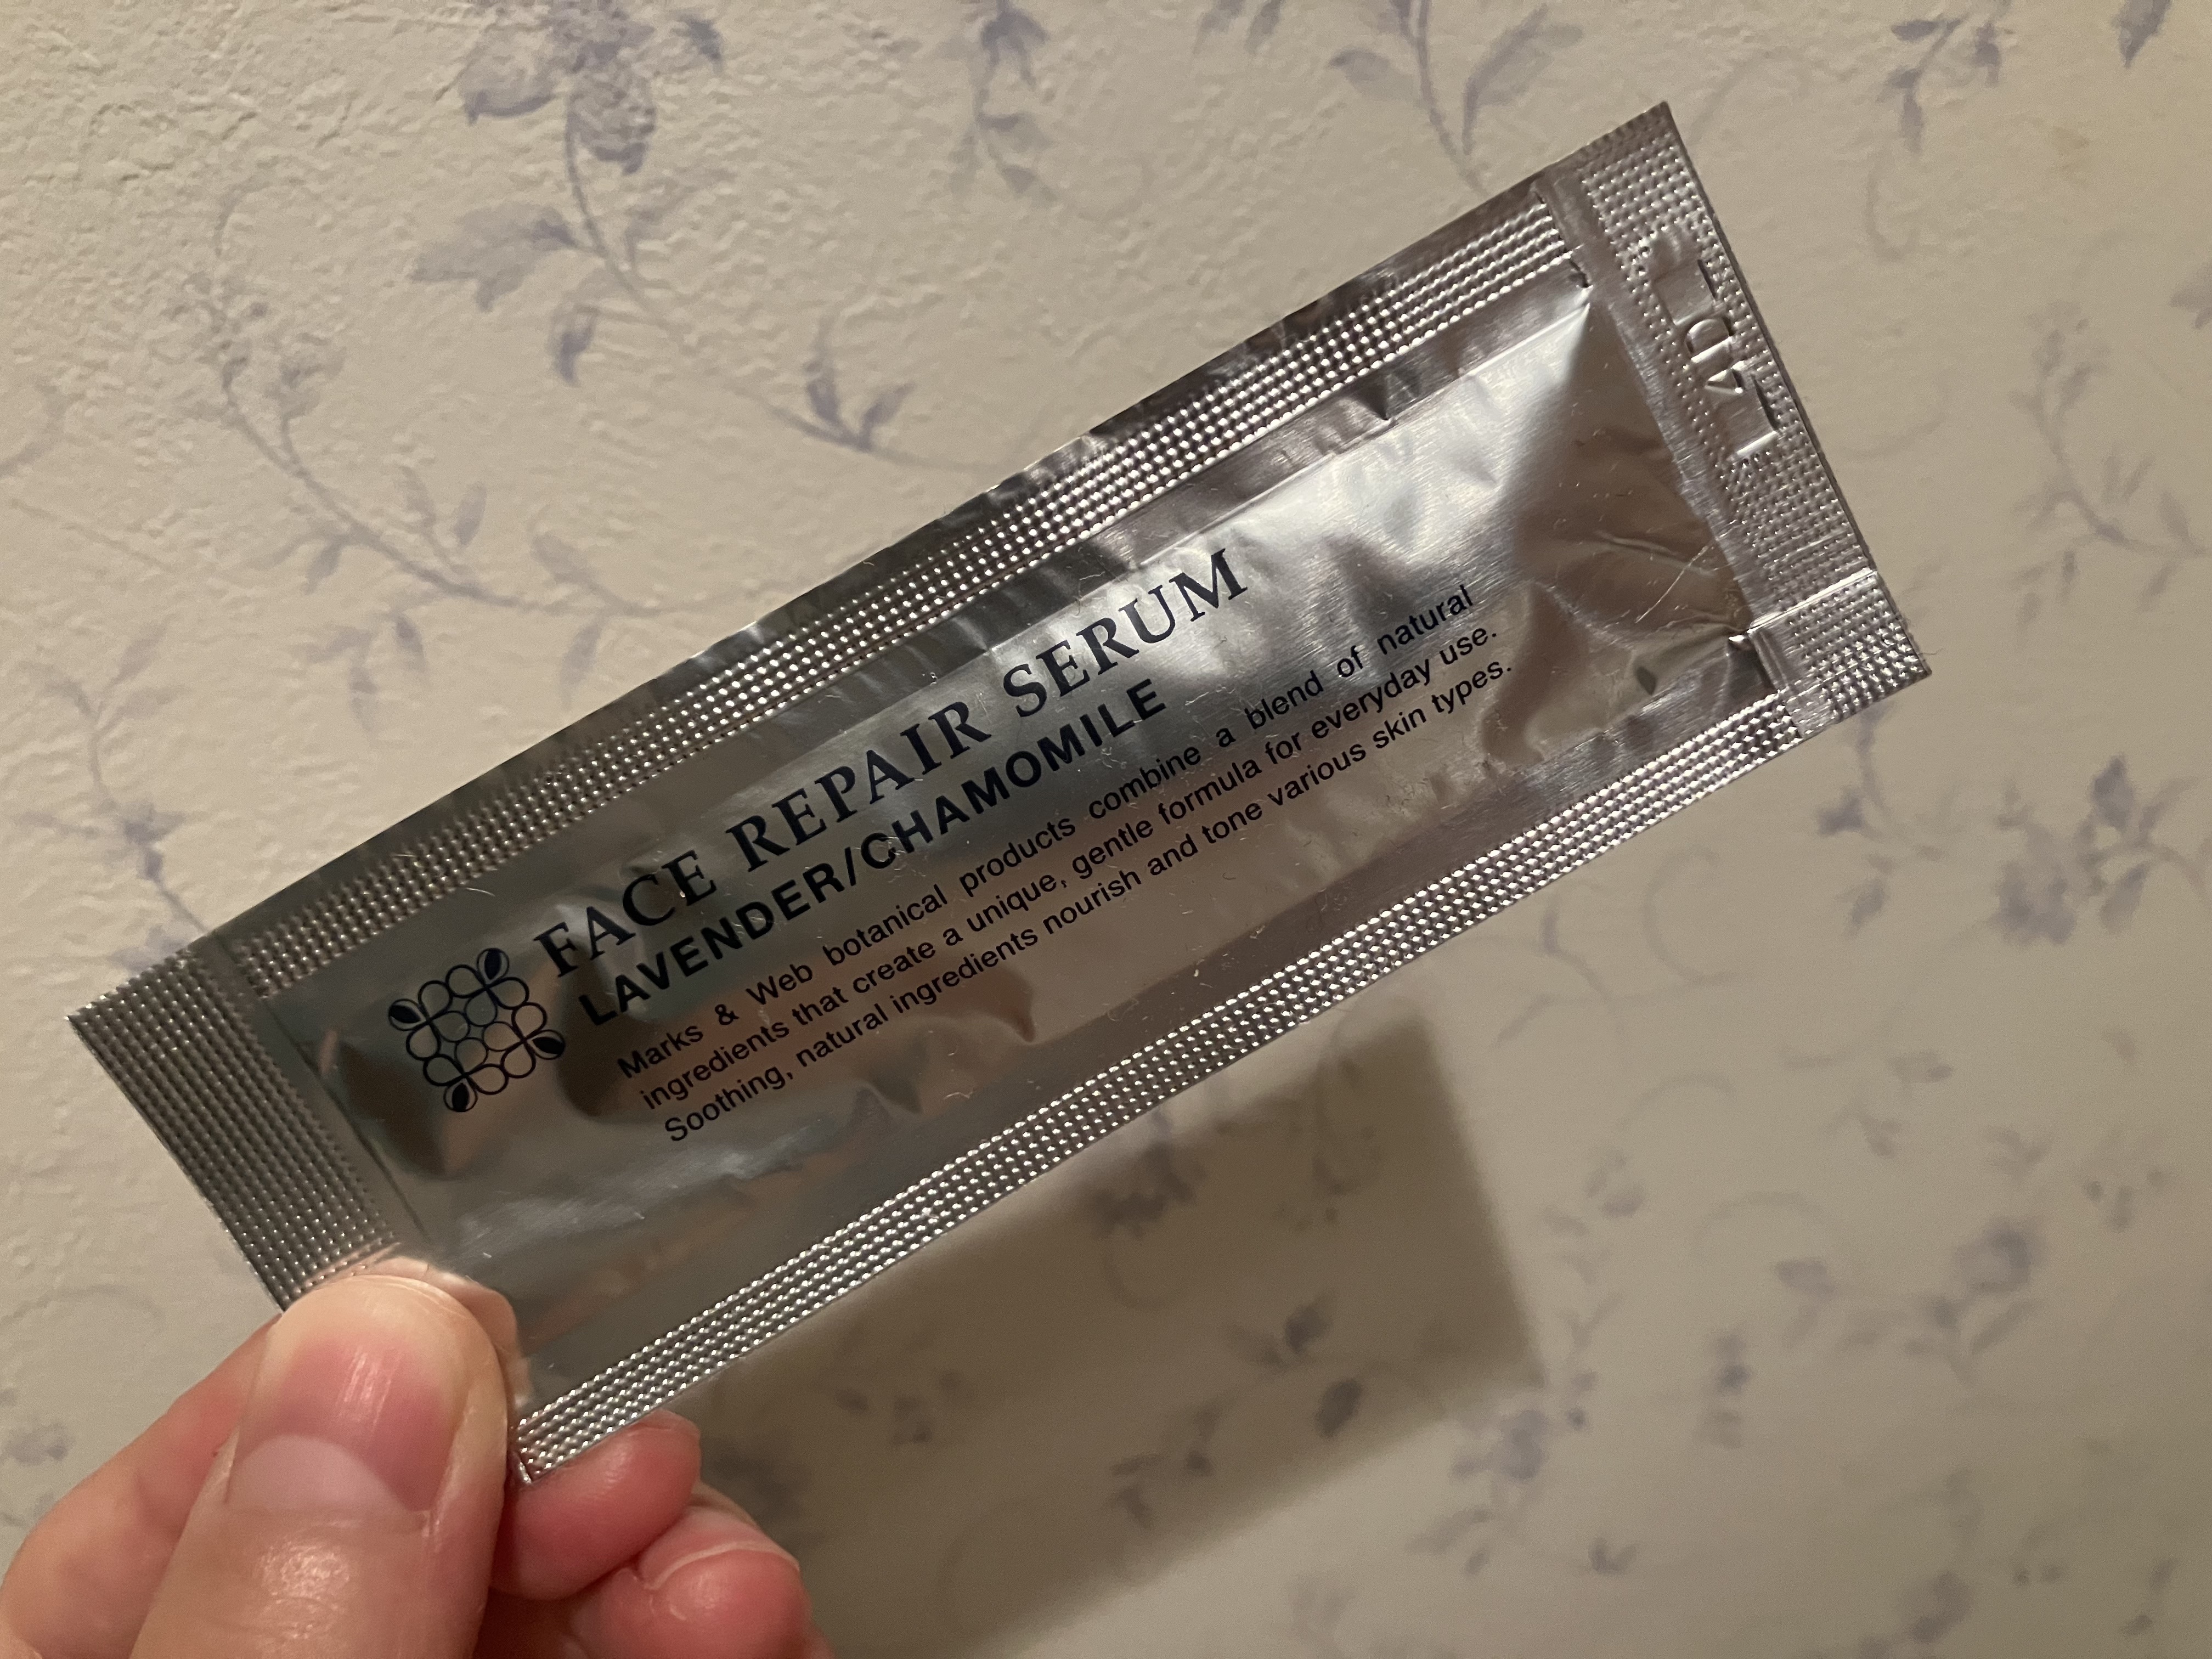 FACE REPAIR SERUM
LAVENDER/CHAMOMILE
Marks & Web botanical products combine a blend of natural
ingredients that create a unique, gentle formula for everyday use.
Soothing, natural ingredients nourish and tone various skin types.